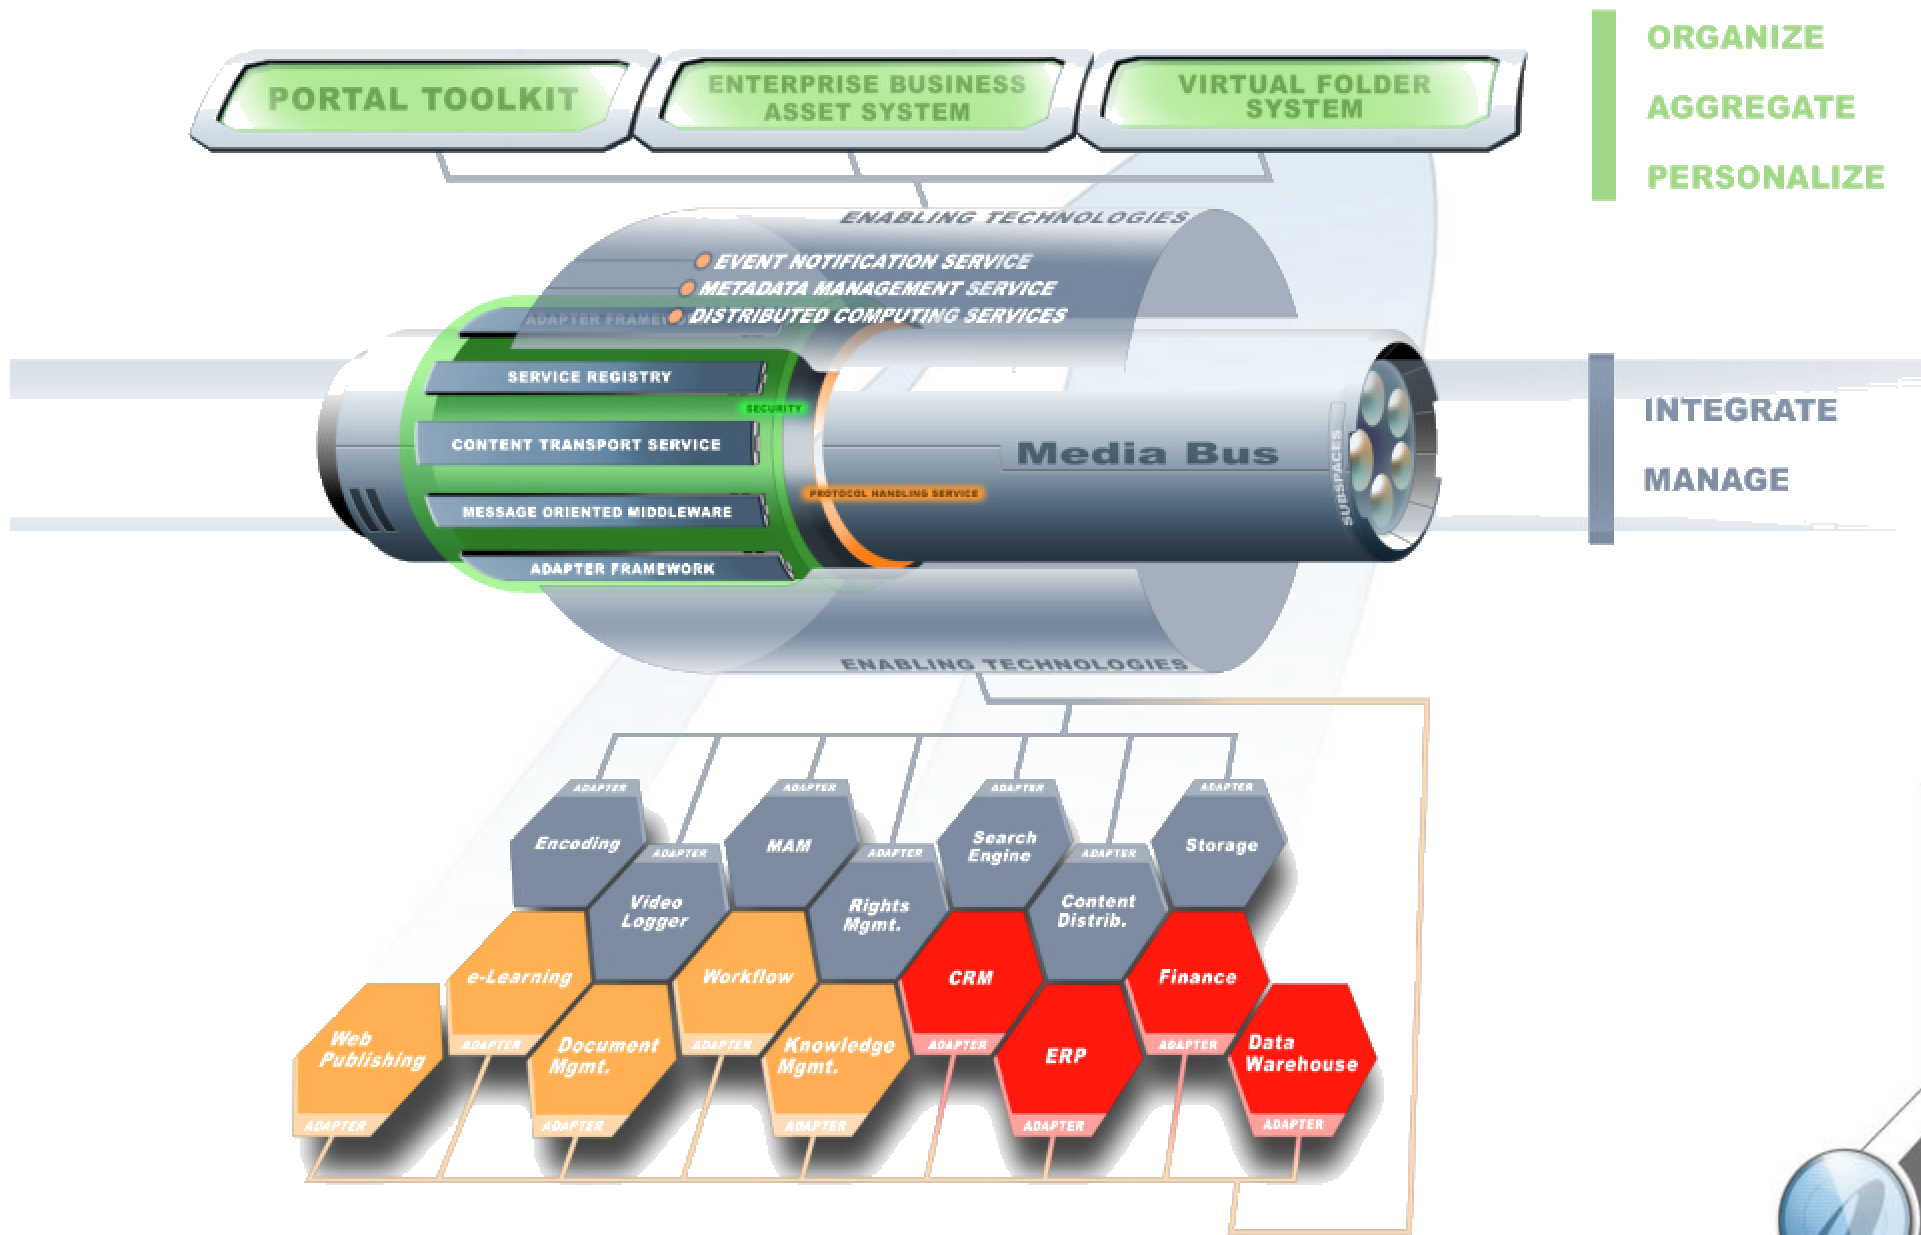 ORGANIZE
AGGREGATE
PERSONALIZE
PORTAL TOOLKIT
ENTERPRISE BUSINESS
ASSET SYSTEM
VIRTUAL FOLDER
SYSTEM
ENABLING TECHNOLOGIES
EVENT NOTIFICATION SERVICE
METADATA MANAGEMENT SERVICE
DISTRIBUTED COMPUTING SERVICES
ADAPTER FRAMEWO
SERVICE REGISTRY
SECURITY
CONTENT TRANSPORT SERVICE
Media Bus
SUBSPACES
PROTOCOL HANDLING SERVICE
MESSAGE ORIENTED MIDDLEWARE
ADAPTER FRAMEWORK
INTEGRATE
MANAGE
ENABLING TECHNOLOGIES
ADAPTER
Encoding
ADAPTER
Video
Logger
ADAPTER
MAM
ADAPTER
Rights
Mgmt.
ADAPTER
Search
Engine
ADAPTER
Content
Distrib.
ADAPTER
Storage
Web
Publishing
ADAPTER
e-Learning
ADAPTER
Document
Mgmt.
ADAPTER
Workflow
ADAPTER
Knowledge
Mgmt.
ADAPTER
CRM
ADAPTER
ERP
ADAPTER
Finance
ADAPTER
Data
Warehouse
ADAPTER